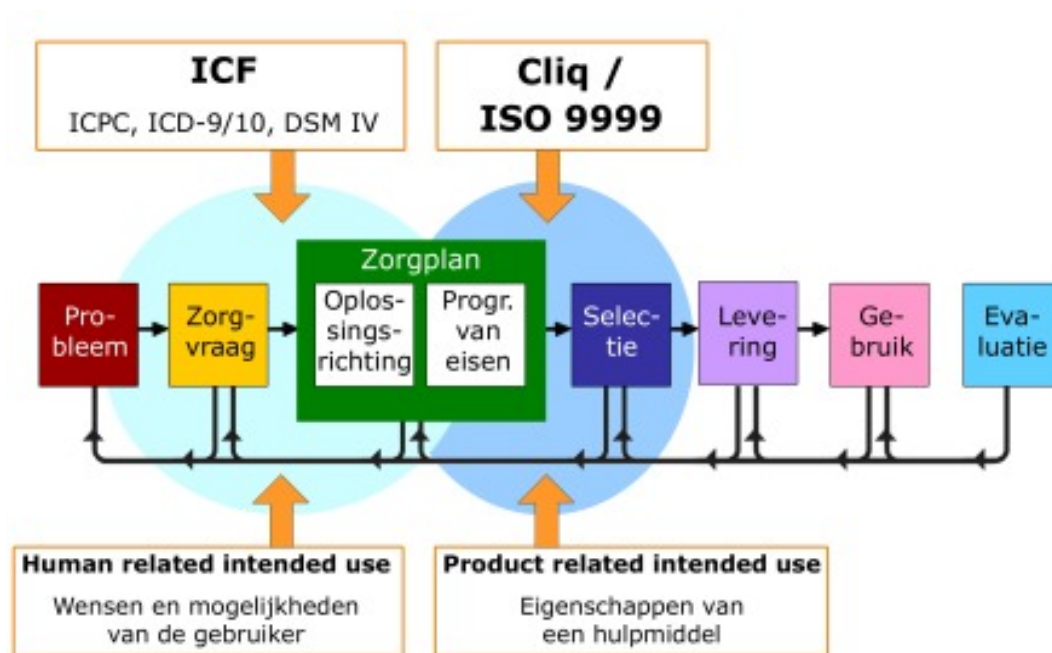 ICF
ICPC, ICD-9/10, DSM IV
Cliq /
ISO 9999
Zorgplan
Pro-
bleem
Zorg-
vraag
Oplos-
sings-
richting
Progr.
van
eisen
Selec-
tie
Leve-
ring
Ge-
bruik
Eva-
luatie
Human related intended use
Wensen en mogelijkheden
van de gebruiker
Product related intended use
Eigenschappen van
een hulpmiddel